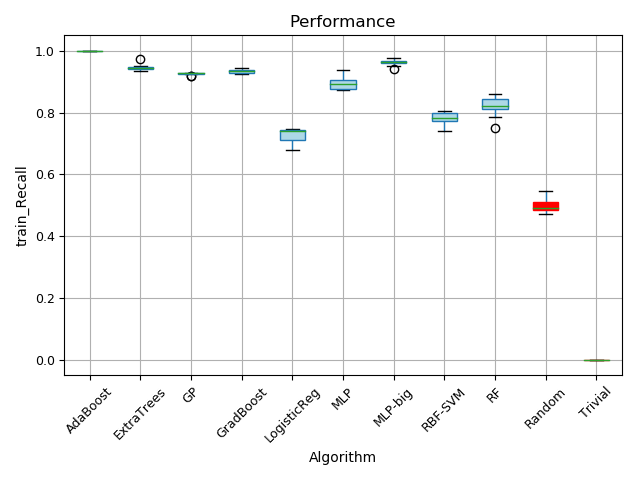 Performance
train_Recall
1.0
0.8
0.6
0.4
0.2
0.0
AdaBoost
ExtraTrees
GP
GradBoost
LogisticReg
MLP
MLP-big
RBF-SVM
RF
Random
Trivial
Algorithm